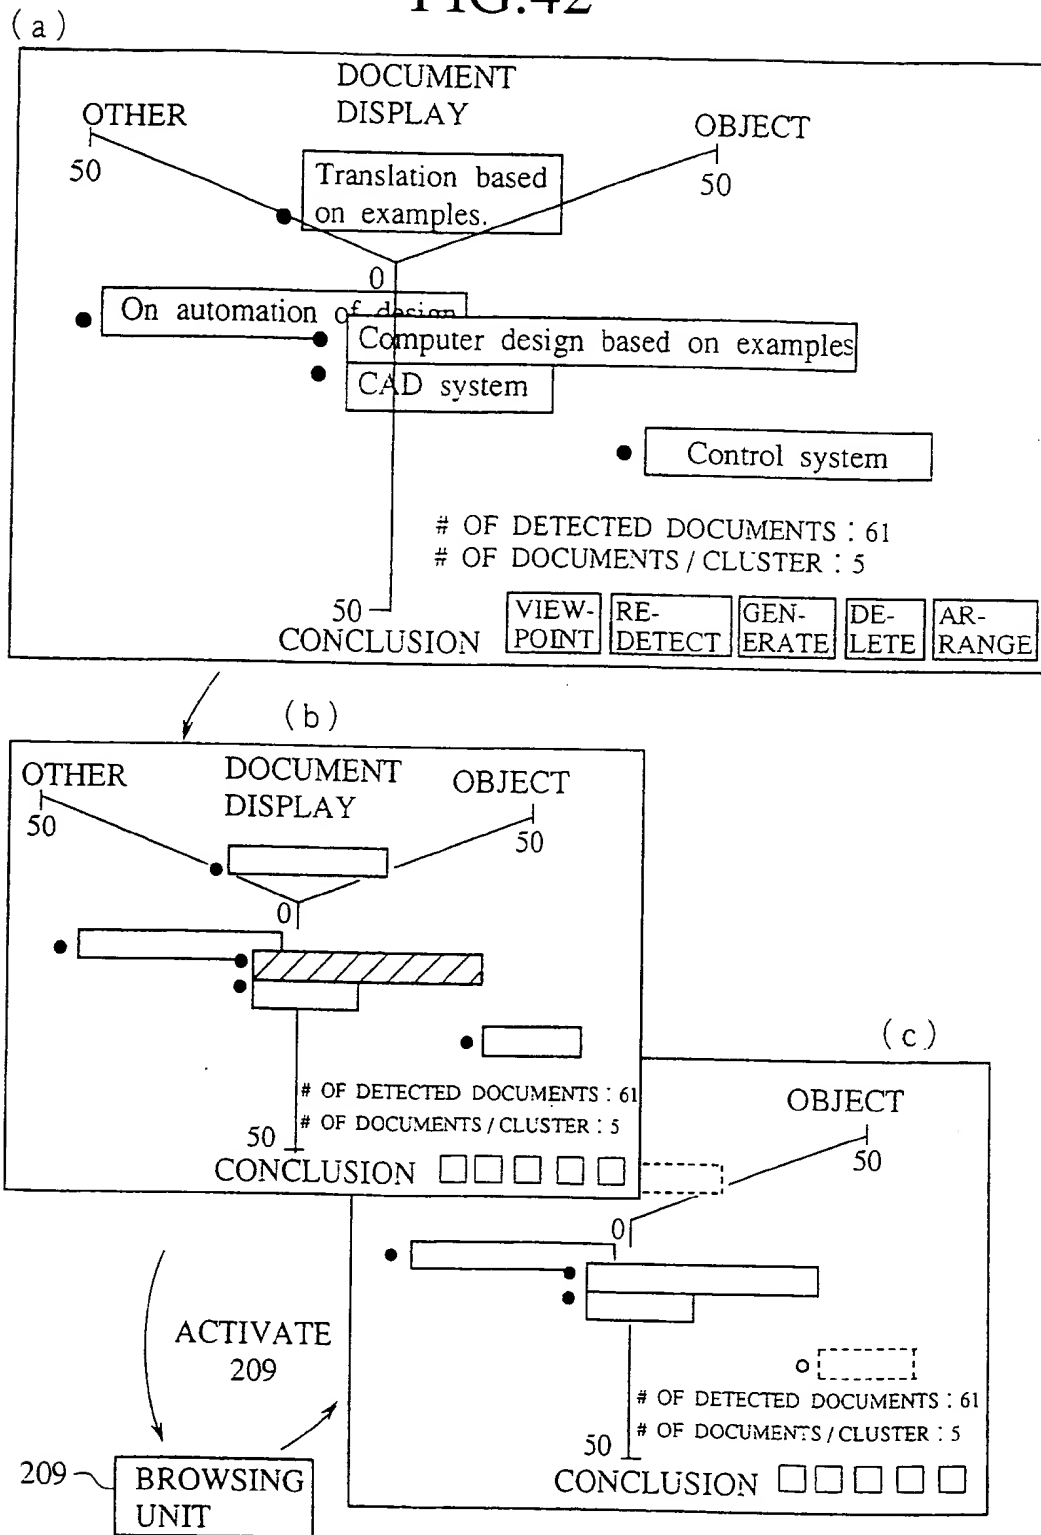 FIG.42
(a)
DOCUMENT
DISPLAY
OTHER
OBJECT
50
50
Translation based
on examples.
0
On automation of design
Computer design based on examples
CAD system
Control system
# OF DETECTED DOCUMENTS : 61
# OF DOCUMENTS / CLUSTER : 5
50
CONCLUSION
VIEW-
POINT
RE-
DETECT
GEN-
ERATE
DE-
LETE
AR-
RANGE
(b)
OTHER
DOCUMENT
DISPLAY
OBJECT
50
50
0
# OF DETECTED DOCUMENTS : 61
# OF DOCUMENTS / CLUSTER : 5
50
CONCLUSION
(c)
OBJECT
50
0
# OF DETECTED DOCUMENTS : 61
# OF DOCUMENTS / CLUSTER : 5
50
CONCLUSION
ACTIVATE
209
209
BROWSING
UNIT